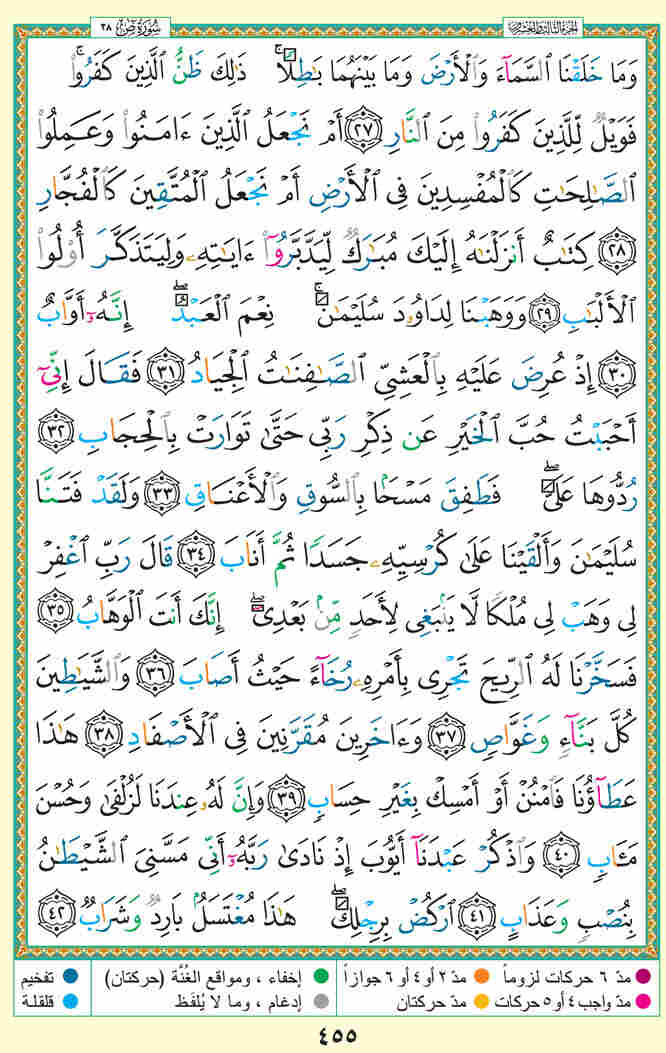 سُورَةُ صٓ ٣٨ الجزء الثالث والعشرون
وَمَا خَلَقْنَا ٱلسَّمَآءَ وَٱلْأَرْضَ وَمَا بَيْنَهُمَا بَٰطِلًا ۚ ذَٰلِكَ ظَنُّ ٱلَّذِينَ كَفَرُوا۟ ۚ
فَوَيْلٌ لِّلَّذِينَ كَفَرُوا۟ مِنَ ٱلنَّارِ ٢٧ أَمْ نَجْعَلُ ٱلَّذِينَ ءَامَنُوا۟ وَعَمِلُوا۟
ٱلصَّٰلِحَٰتِ كَٱلْمُفْسِدِينَ فِى ٱلْأَرْضِ أَمْ نَجْعَلُ ٱلْمُتَّقِينَ كَٱلْفُجَّارِ
٢٨ كِتَٰبٌ أَنزَلْنَٰهُ إِلَيْكَ مُبَٰرَكٌ لِّيَدَّبَّرُوٓا۟ ءَايَٰتِهِۦ وَلِيَتَذَكَّرَ أُو۟لُوا۟
ٱلْأَلْبَٰبِ ٢٩ وَوَهَبْنَا لِدَاوُۥدَ سُلَيْمَٰنَ ۚ نِعْمَ ٱلْعَبْدُ ۖ إِنَّهُۥٓ أَوَّابٌ
٣٠ إِذْ عُرِضَ عَلَيْهِ بِٱلْعَشِىِّ ٱلصَّٰفِنَٰتُ ٱلْجِيَادُ ٣١ فَقَالَ إِنِّىٓ
أَحْبَبْتُ حُبَّ ٱلْخَيْرِ عَن ذِكْرِ رَبِّى حَتَّىٰ تَوَارَتْ بِٱلْحِجَابِ ٣٢
رُدُّوهَا عَلَىَّ ۖ فَطَفِقَ مَسْحًۢا بِٱلسُّوقِ وَٱلْأَعْنَاقِ ٣٣ وَلَقَدْ فَتَنَّا
سُلَيْمَٰنَ وَأَلْقَيْنَا عَلَىٰ كُرْسِيِّهِۦ جَسَدًا ثُمَّ أَنَابَ ٣٤ قَالَ رَبِّ ٱغْفِرْ
لِى وَهَبْ لِى مُلْكًا لَّا يَنۢبَغِى لِأَحَدٍ مِّنۢ بَعْدِىٓ ۖ إِنَّكَ أَنتَ ٱلْوَهَّابُ ٣٥
فَسَخَّرْنَا لَهُ ٱلرِّيحَ تَجْرِى بِأَمْرِهِۦ رُخَآءً حَيْثُ أَصَابَ ٣٦ وَٱلشَّيَٰطِينَ
كُلَّ بَنَّآءٍ وَغَوَّاصٍ ٣٧ وَءَاخَرِينَ مُقَرَّنِينَ فِى ٱلْأَصْفَادِ ٣٨ هَٰذَا
عَطَآؤُنَا فَٱمْنُنْ أَوْ أَمْسِكْ بِغَيْرِ حِسَابٍ ٣٩ وَإِنَّ لَهُۥ عِندَنَا لَزُلْفَىٰ وَحُسْنَ
مَـَٔابٍ ٤٠ وَٱذْكُرْ عَبْدَنَآ أَيُّوبَ إِذْ نَادَىٰ رَبَّهُۥٓ أَنِّى مَسَّنِىَ ٱلشَّيْطَٰنُ
بِنُصْبٍ وَعَذَابٍ ٤١ ٱرْكُضْ بِرِجْلِكَ ۖ هَٰذَا مُغْتَسَلٌۢ بَارِدٌ وَشَرَابٌ ٤٢
مدّ ٦ حركات لزوماً مدّ ٢ أو ٤ أو ٦ جوازاً إخفاء ، ومواقع الغُنَّة (حركتان) تفخيم
مدّ واجب ٤ أو ٥ حركات مدّ حركتان إدغام ، وما لا يُلفَظ قلقلة
٤٥٥